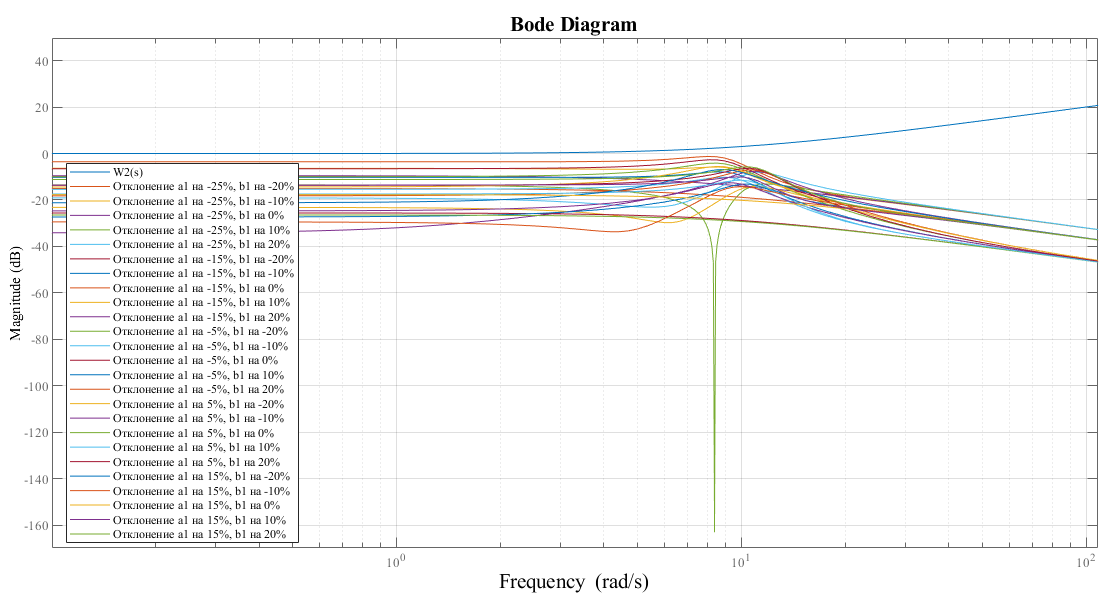 Bode Diagram
Magnitude (dB)
40
20
0
-20
-40
-60
-80
-100
-120
-140
-160
W2(s)
Отклонение a1 на -25%, b1 на -20%
Отклонение a1 на -25%, b1 на -10%
Отклонение a1 на -25%, b1 на 0%
Отклонение a1 на -25%, b1 на 10%
Отклонение a1 на -25%, b1 на 20%
Отклонение a1 на -15%, b1 на -20%
Отклонение a1 на -15%, b1 на -10%
Отклонение a1 на -15%, b1 на 0%
Отклонение a1 на -15%, b1 на 10%
Отклонение a1 на -15%, b1 на 20%
Отклонение a1 на -5%, b1 на -20%
Отклонение a1 на -5%, b1 на -10%
Отклонение a1 на -5%, b1 на 0%
Отклонение a1 на -5%, b1 на 10%
Отклонение a1 на -5%, b1 на 20%
Отклонение a1 на 5%, b1 на -20%
Отклонение a1 на 5%, b1 на -10%
Отклонение a1 на 5%, b1 на 0%
Отклонение a1 на 5%, b1 на 10%
Отклонение a1 на 5%, b1 на 20%
Отклонение a1 на 15%, b1 на -20%
Отклонение a1 на 15%, b1 на -10%
Отклонение a1 на 15%, b1 на 0%
Отклонение a1 на 15%, b1 на 10%
Отклонение a1 на 15%, b1 на 20%
10⁰ 10¹ 10²
Frequency (rad/s)